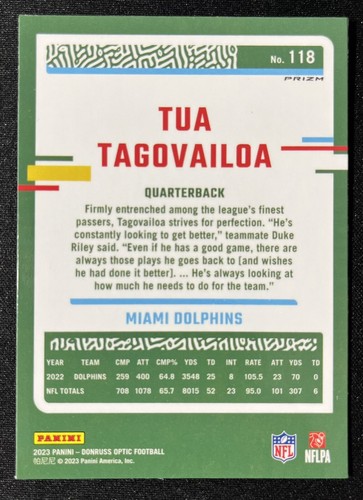 No. 118
PRIZM
TUA
TAGOVAILOA
QUARTERBACK
Firmly entrenched among the league's finest
passers, Tagovailoa strives for perfection. "He's
constantly looking to get better," teammate Duke
Riley said. "Even if he has a good game, there are
always those plays he goes back to [and wishes
he had done it better]. ... He's always looking at
how much he needs to do for the team."
MIAMI DOLPHINS
YEAR TEAM CMP ATT CMP% YDS TD INT RATE ATT YDS TD
2022 DOLPHINS 259 400 64.8 3548 25 8 105.5 23 70 0
NFL TOTALS 708 1078 65.7 8015 52 23 95.0 101 307 6
PANINI
NFL
NFLPA
2023 PANINI – DONRUSS OPTIC FOOTBALL
帕尼尼 © 2023 Panini America, Inc.